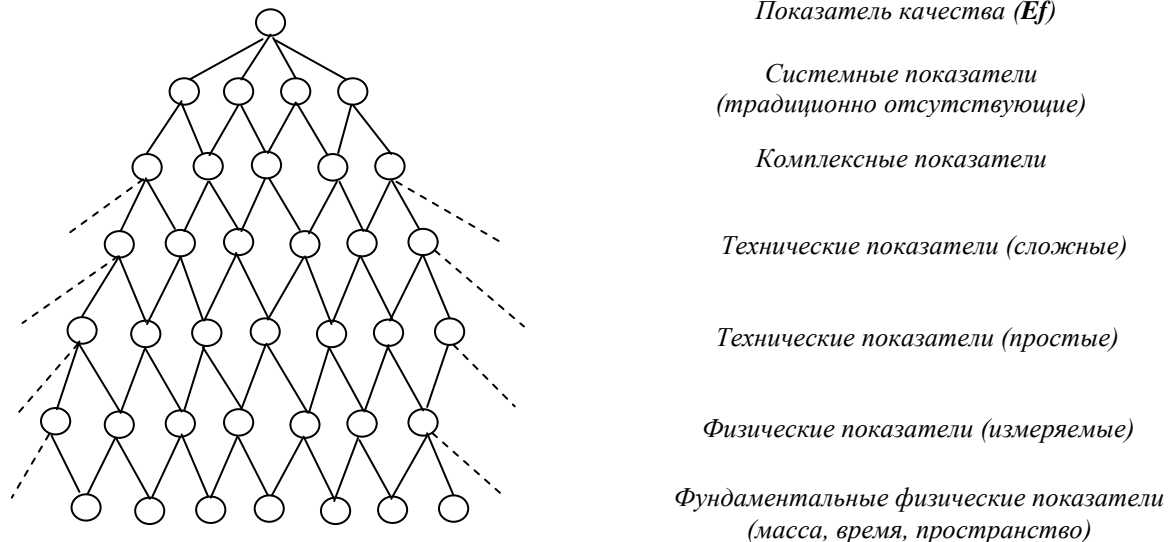 Показатель качества (Ef)
Системные показатели
(традиционно отсутствующие)
Комплексные показатели
Технические показатели (сложные)
Технические показатели (простые)
Физические показатели (измеряемые)
Фундаментальные физические показатели
(масса, время, пространство)